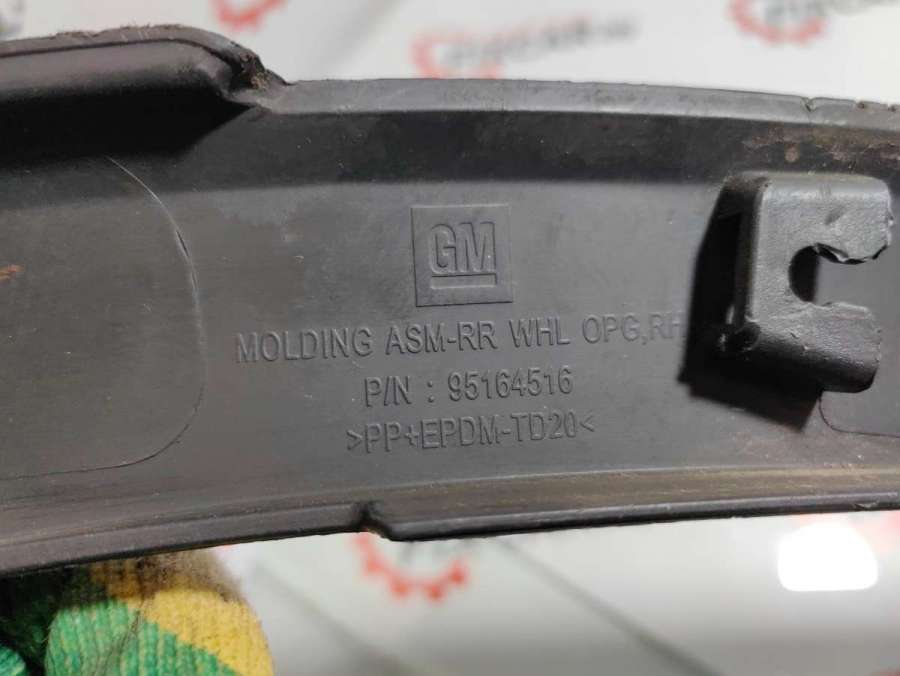 GM
MOLDING ASM-RR WHL OPG,RH
P/N : 95164516
>PP+EPDM-TD20<